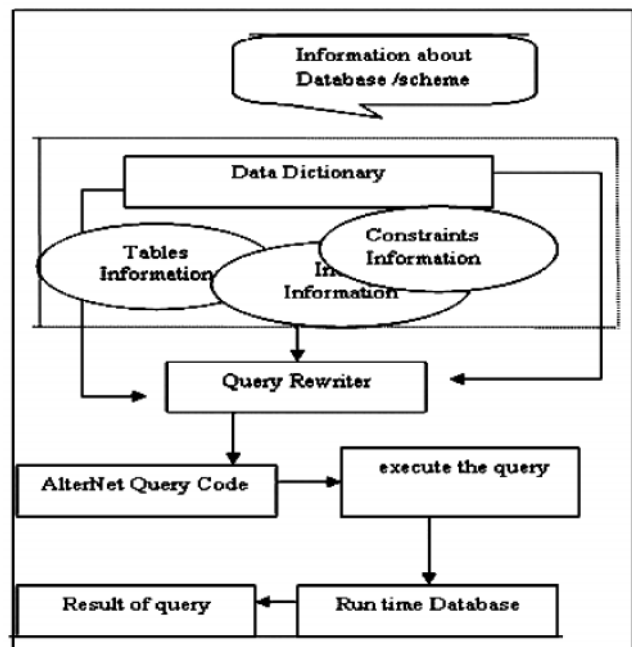 Information about
Database /scheme
Data Dictionary
Tables
Information
Information
Constraints
Information
Query Rewriter
AlterNet Query Code
execute the query
Result of query
Run time Database